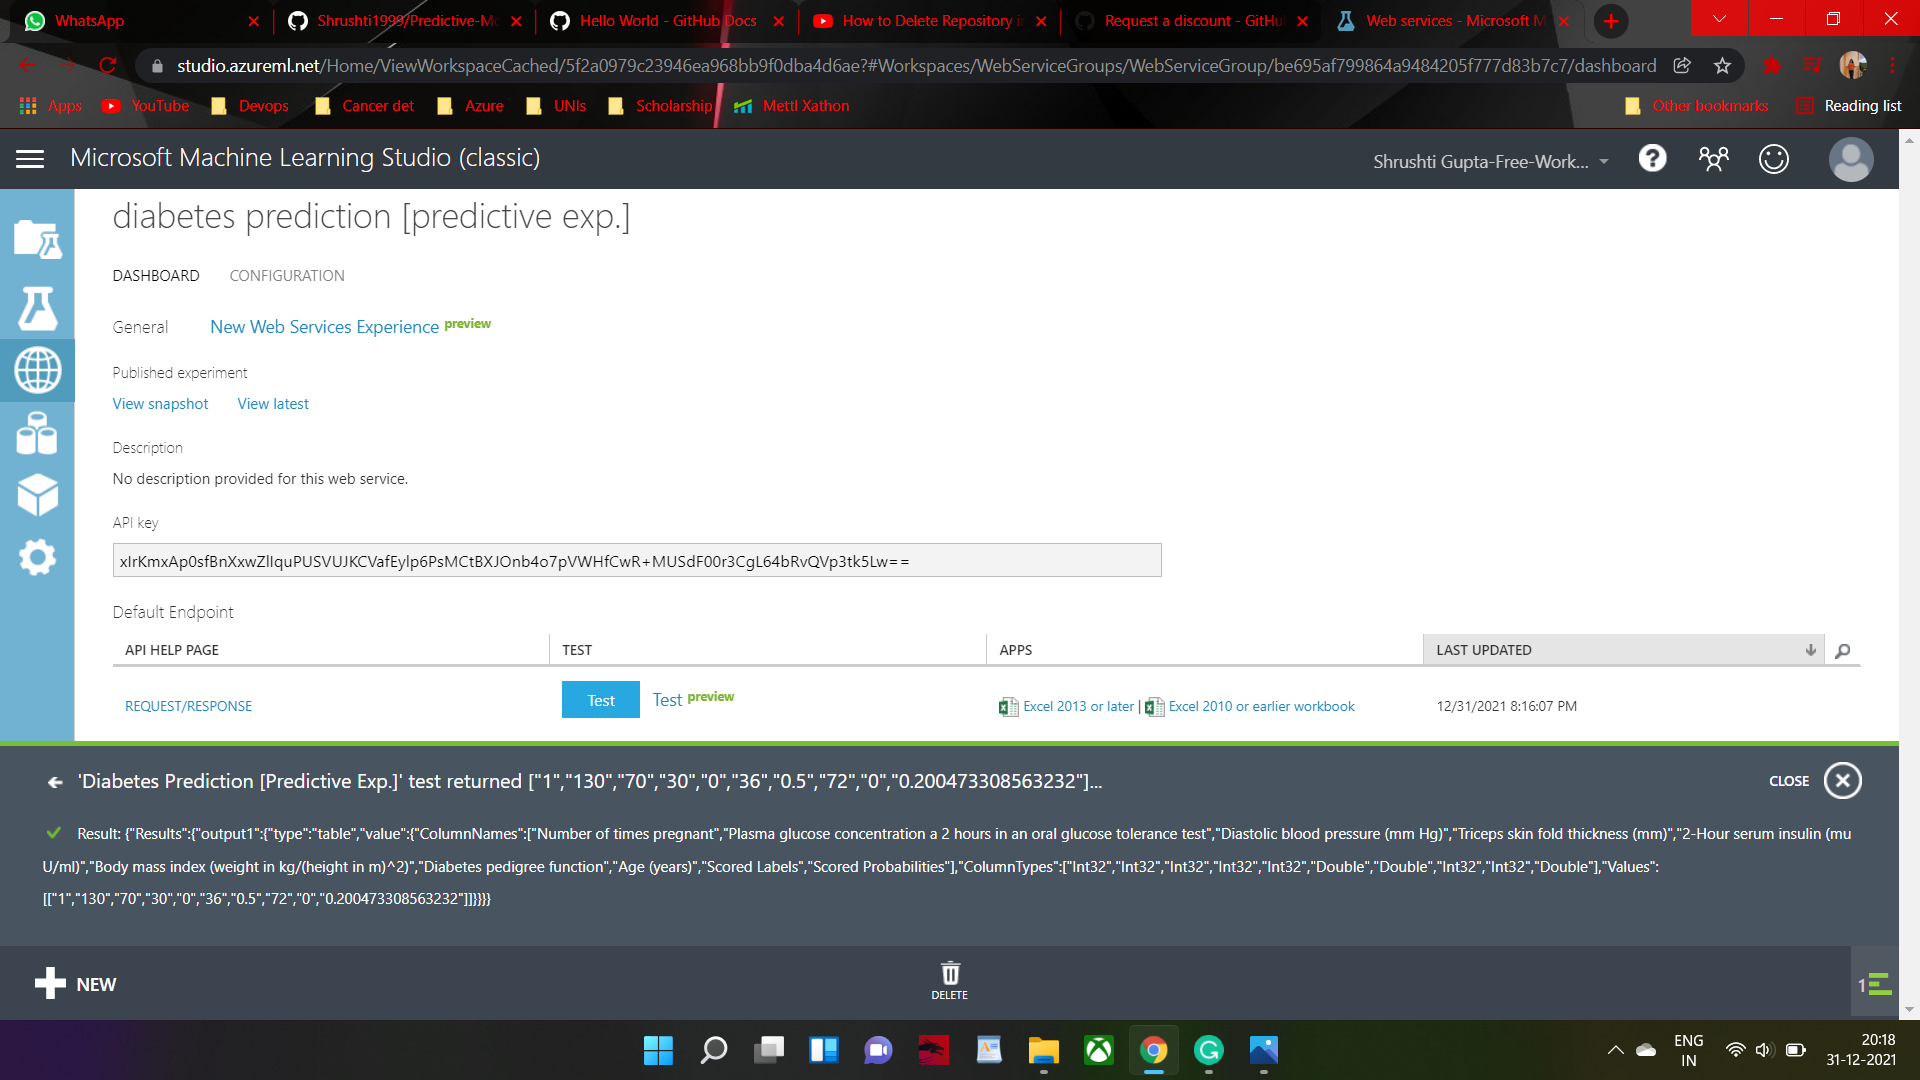 WhatsApp
Shrushti1999/Predictive-Mo
Hello World - GitHub Docs
How to Delete Repository i
Request a discount - GitHu
Web services - Microsoft M
studio.azureml.net/Home/ViewWorkspaceCached/5f2a0979c23946ea968bb9f0dba4d6ae?#Workspaces/WebServiceGroups/WebServiceGroup/be695af799864a9484205f777d83b7c7/dashboard
Apps YouTube Devops Cancer det Azure UNIs Scholarship Mettl Xathon Other bookmarks Reading list
Microsoft Machine Learning Studio (classic) Shrushti Gupta-Free-Work...
diabetes prediction [predictive exp.]
DASHBOARD CONFIGURATION
General New Web Services Experience preview
Published experiment
View snapshot View latest
Description
No description provided for this web service.
API key
xIrKmxAp0sfBnXxwZlIquPUSVUJKCVafEylp6PsMCtBXJOnb4o7pVWHfCwR+MUSdF00r3CgL64bRvQVp3tk5Lw==
Default Endpoint
API HELP PAGE TEST APPS LAST UPDATED
REQUEST/RESPONSE Test Test preview Excel 2013 or later | Excel 2010 or earlier workbook 12/31/2021 8:16:07 PM
'Diabetes Prediction [Predictive Exp.]' test returned ["1","130","70","30","0","36","0.5","72","0","0.200473308563232"]... CLOSE
Result: {"Results":{"output1":{"type":"table","value":{"ColumnNames":["Number of times pregnant","Plasma glucose concentration a 2 hours in an oral glucose tolerance test","Diastolic blood pressure (mm Hg)","Triceps skin fold thickness (mm)","2-Hour serum insulin (mu
U/ml)","Body mass index (weight in kg/(height in m)^2)","Diabetes pedigree function","Age (years)","Scored Labels","Scored Probabilities"],"ColumnTypes":["Int32","Int32","Int32","Int32","Int32","Double","Double","Int32","Int32","Double"],"Values":
[["1","130","70","30","0","36","0.5","72","0","0.200473308563232"]]}}}}
NEW DELETE 1
ENG 20:18
IN 31-12-2021